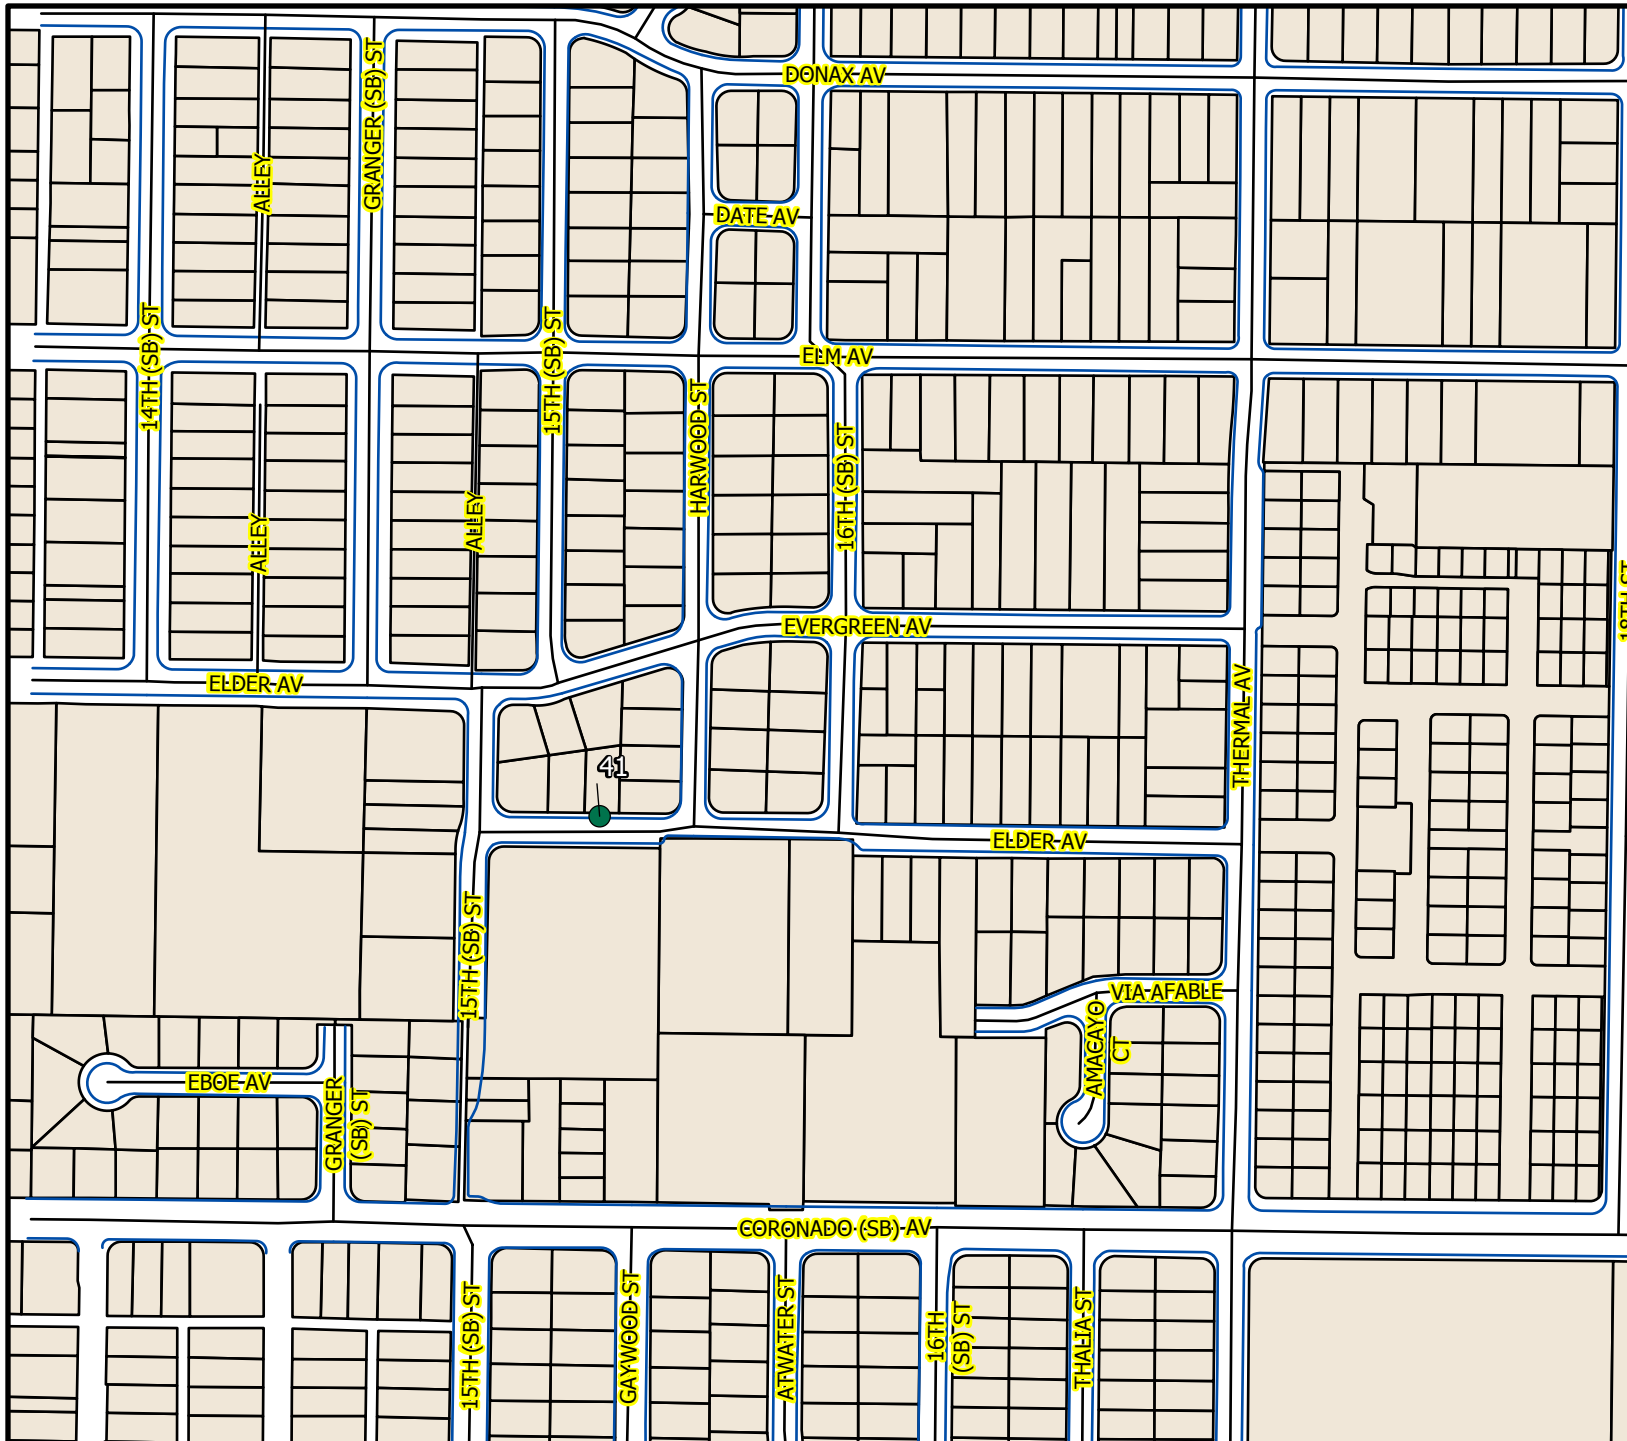 DONAX AV
GRANGER (SB) ST
ALLEY
DATE AV
14TH (SB) ST
15TH (SB) ST
ELM AV
HARWOOD ST
16TH (SB) ST
ALLEY
ALLEY
18TH ST
EVERGREEN AV
ELDER AV
THERMAL AV
41
ELDER AV
15TH (SB) ST
VIA AFABLE
AMACAYO
CT
EBOE AV
GRANGER
(SB) ST
CORONADO (SB) AV
15TH (SB) ST
GAYWOOD ST
ATWATER ST
16TH
(SB) ST
THALIA ST